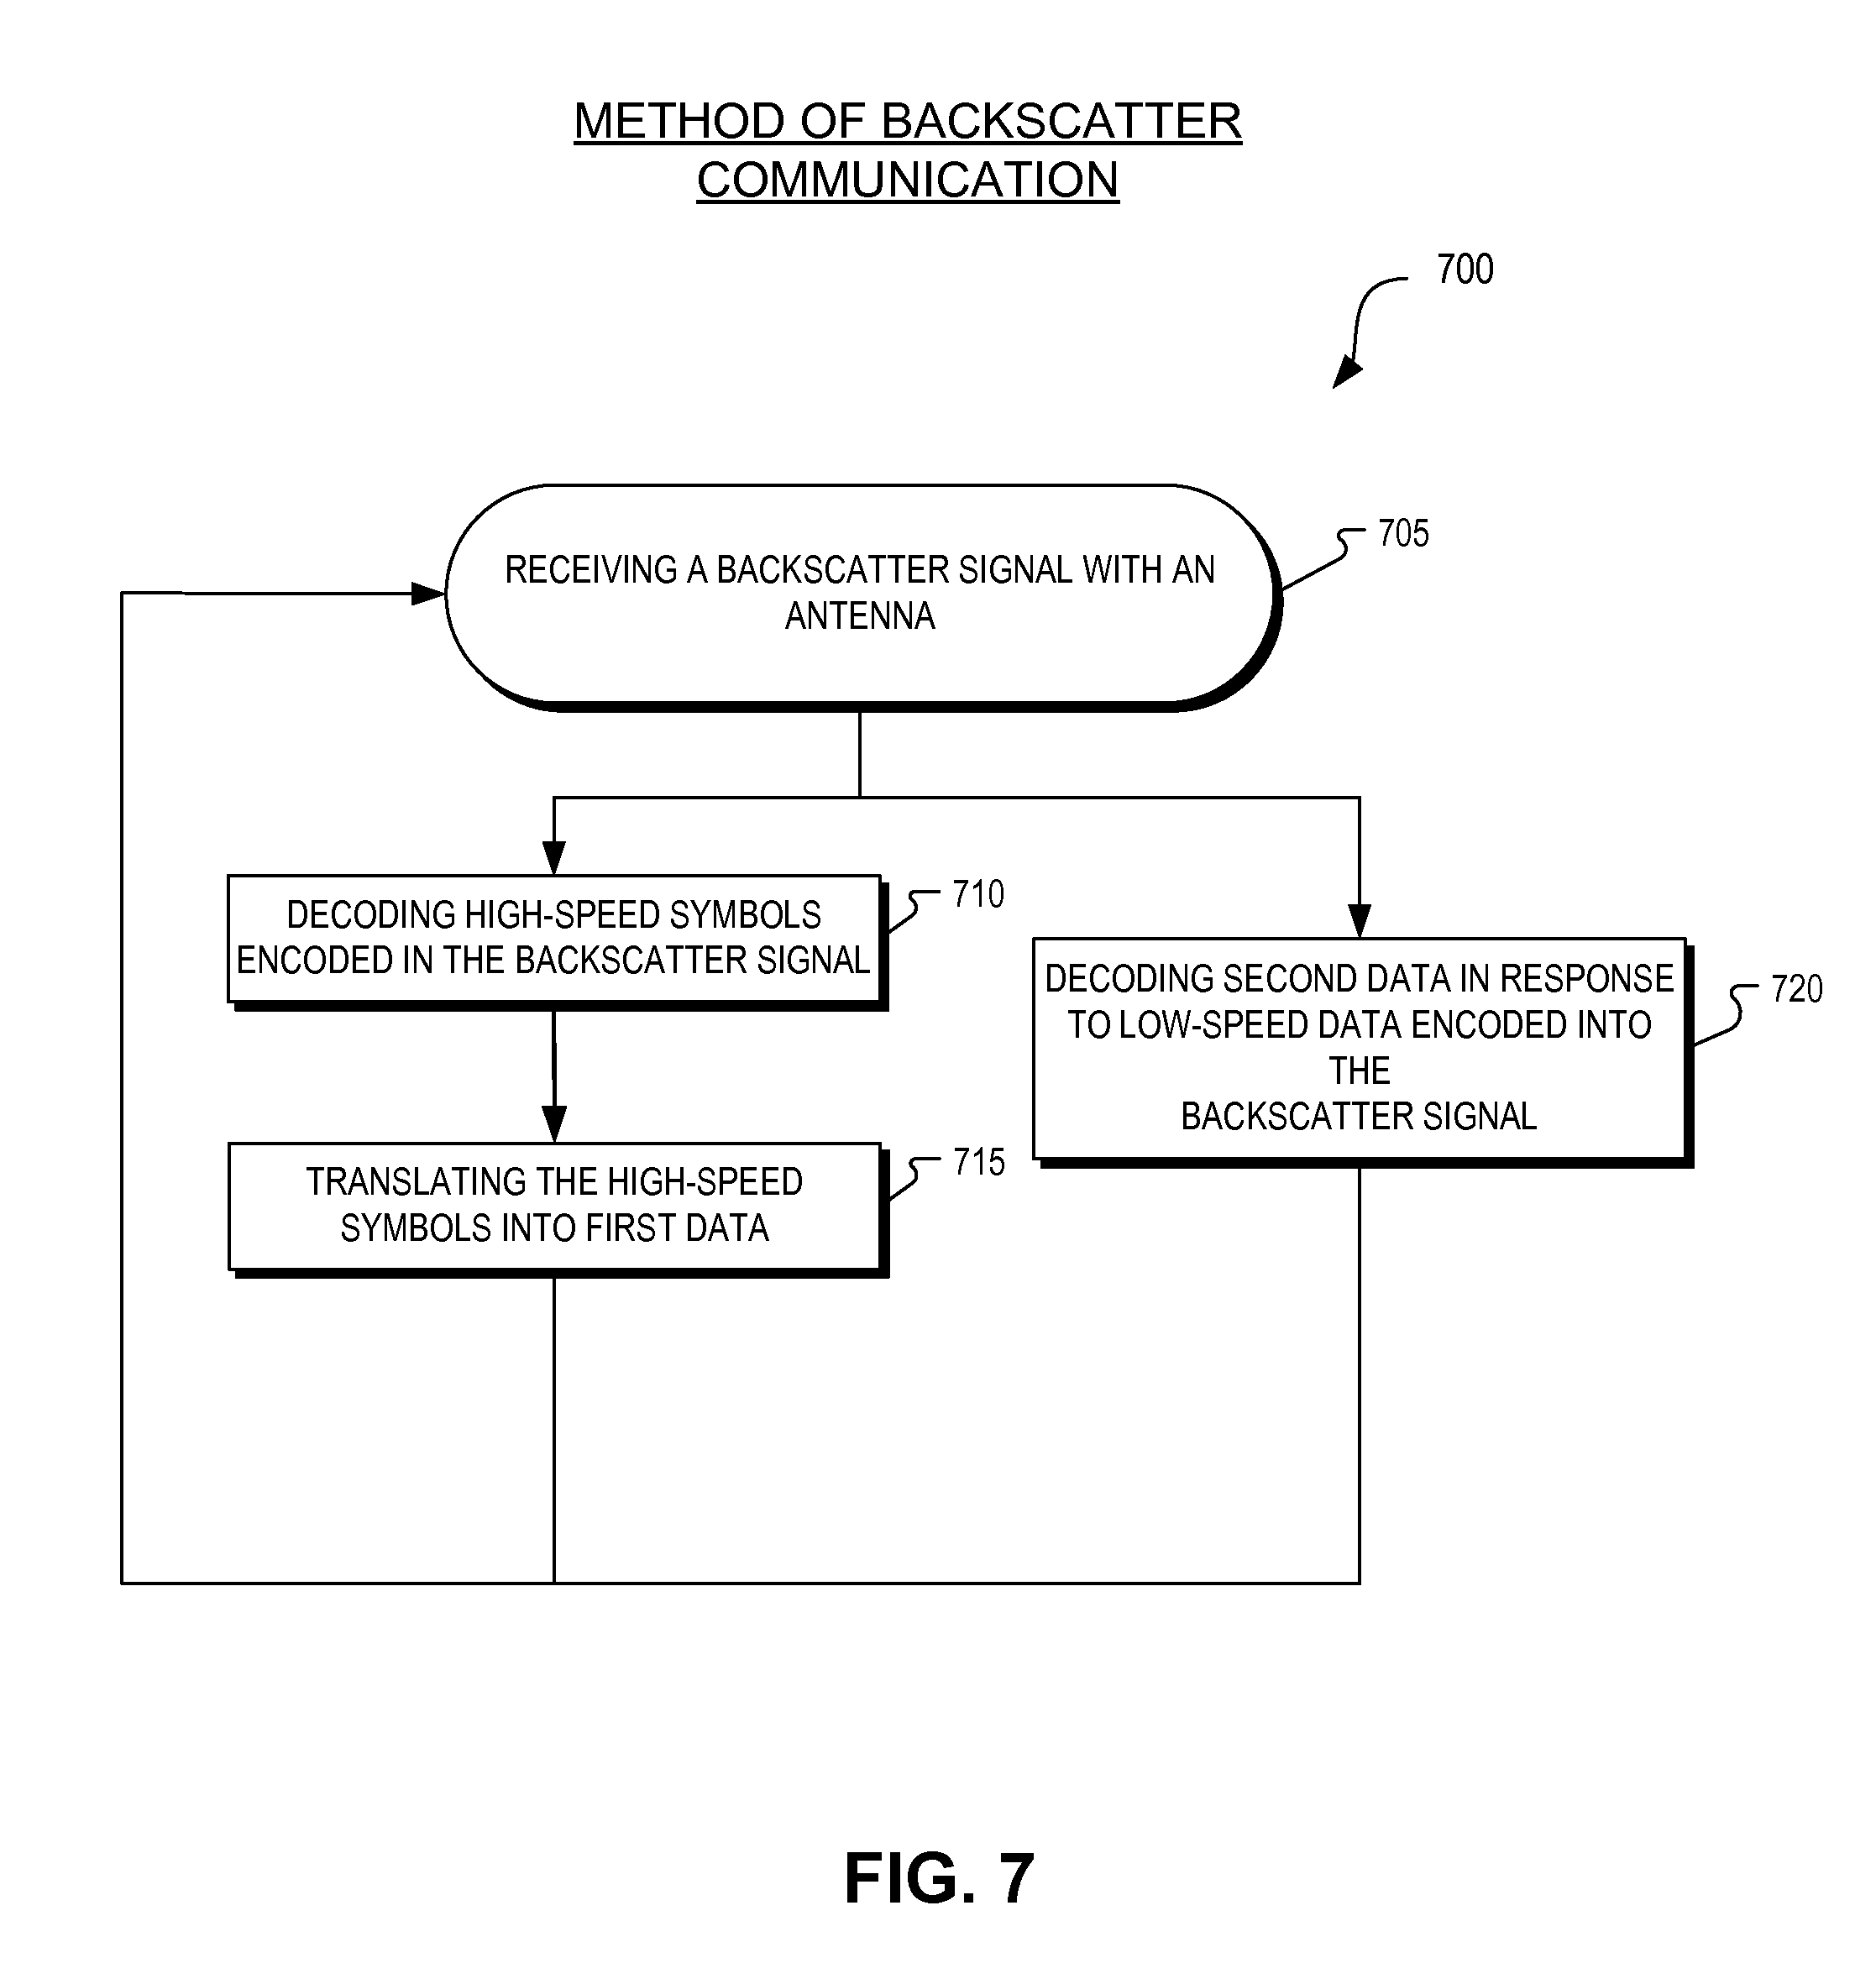 METHOD OF BACKSCATTER
COMMUNICATION
700
RECEIVING A BACKSCATTER SIGNAL WITH AN
ANTENNA
705
DECODING HIGH-SPEED SYMBOLS
ENCODED IN THE BACKSCATTER SIGNAL
710
DECODING SECOND DATA IN RESPONSE
TO LOW-SPEED DATA ENCODED INTO
THE
BACKSCATTER SIGNAL
720
TRANSLATING THE HIGH-SPEED
SYMBOLS INTO FIRST DATA
715
FIG. 7